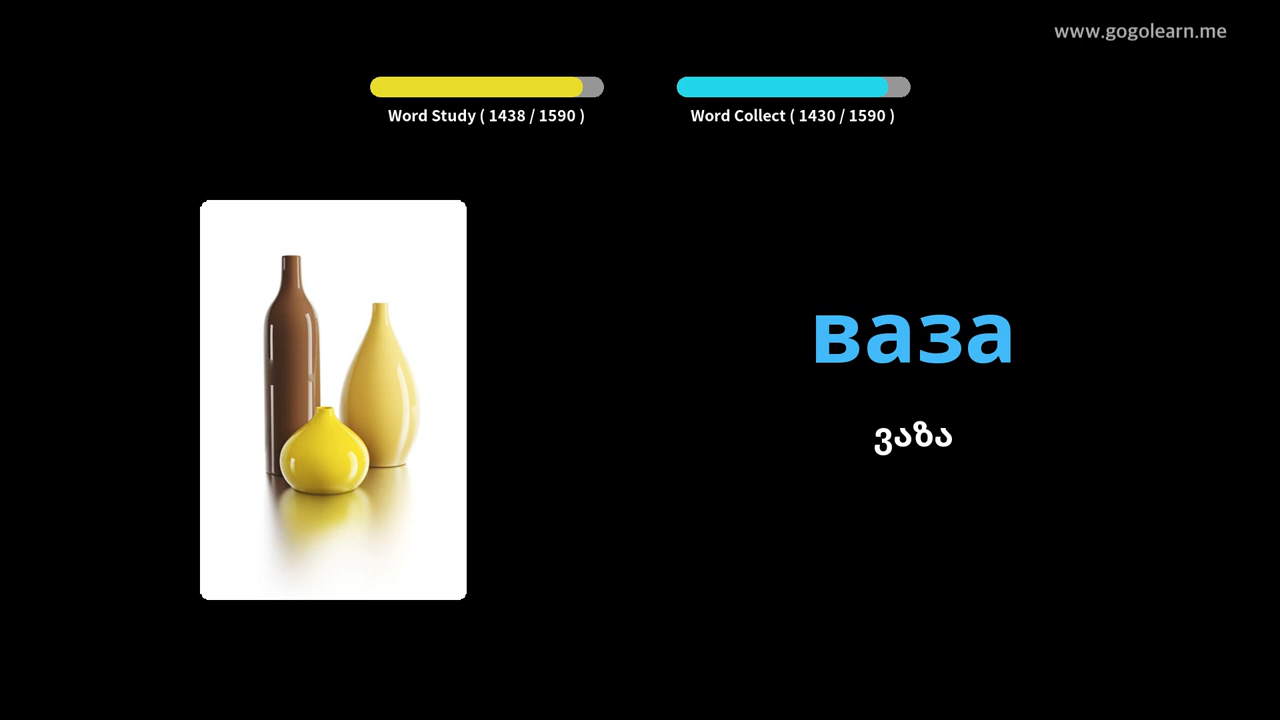 www.gogolearn.me
Word Study ( 1438 / 1590 )
Word Collect ( 1430 / 1590 )
ваза
ვაზა